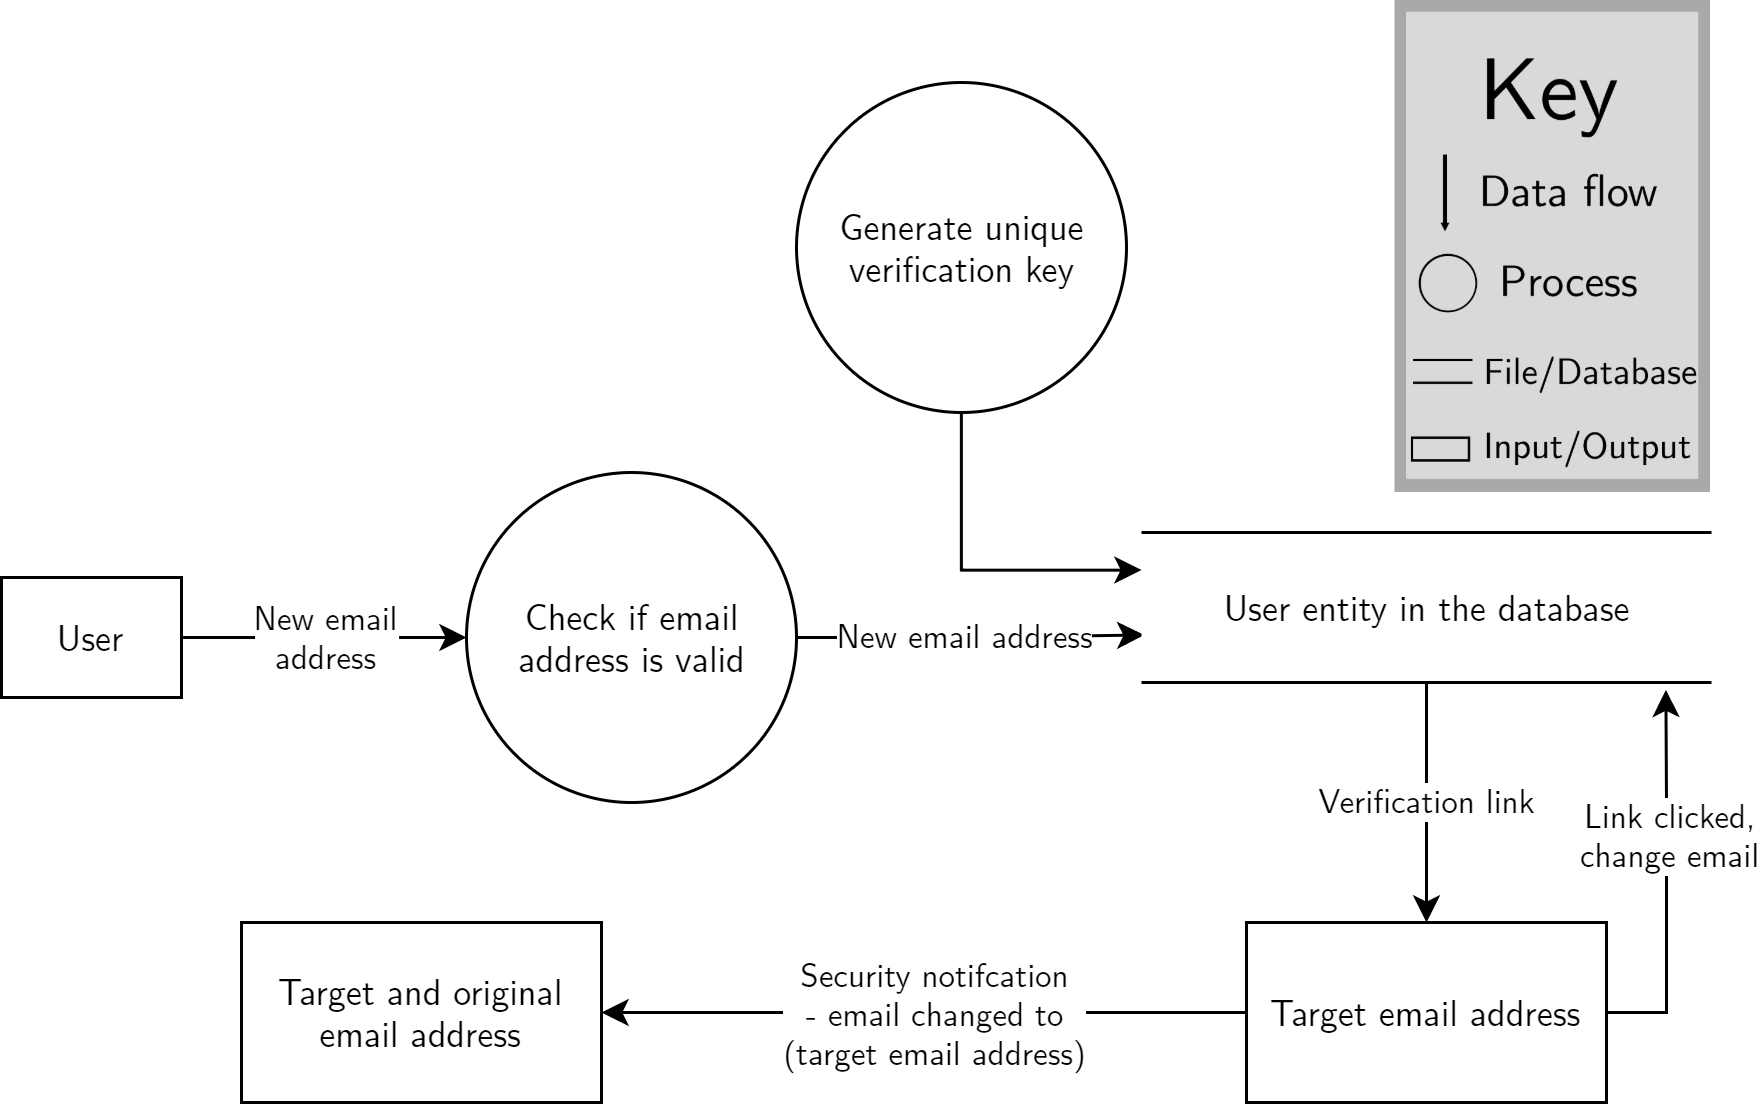 Key
Data flow
Process
File/Database
Input/Output
Generate unique
verification key
User
New email
address
Check if email
address is valid
New email address
User entity in the database
Verification link
Link clicked,
change email
Target email address
Security notifcation
- email changed to
(target email address)
Target and original
email address